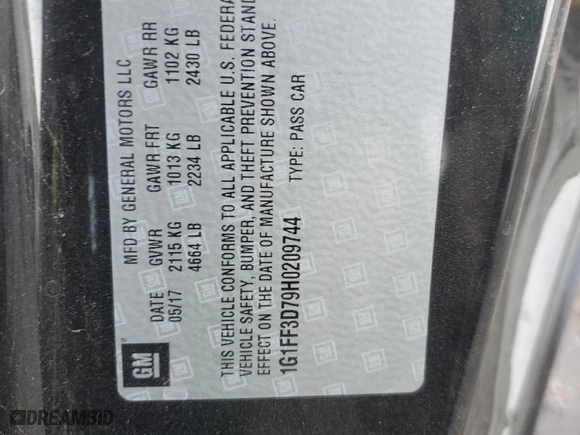 GM
MFD BY GENERAL MOTORS LLC
DATE GVWR GAWR FRT GAWR RR
05/17 2115 KG 1013 KG 1102 KG
4664 LB 2234 LB 2430 LB
THIS VEHICLE CONFORMS TO ALL APPLICABLE U.S. FEDERA
VEHICLE SAFETY, BUMPER, AND THEFT PREVENTION STAND
EFFECT ON THE DATE OF MANUFACTURE SHOWN ABOVE.
1G1FF3D79H0209744 TYPE: PASS CAR
DREAMBID